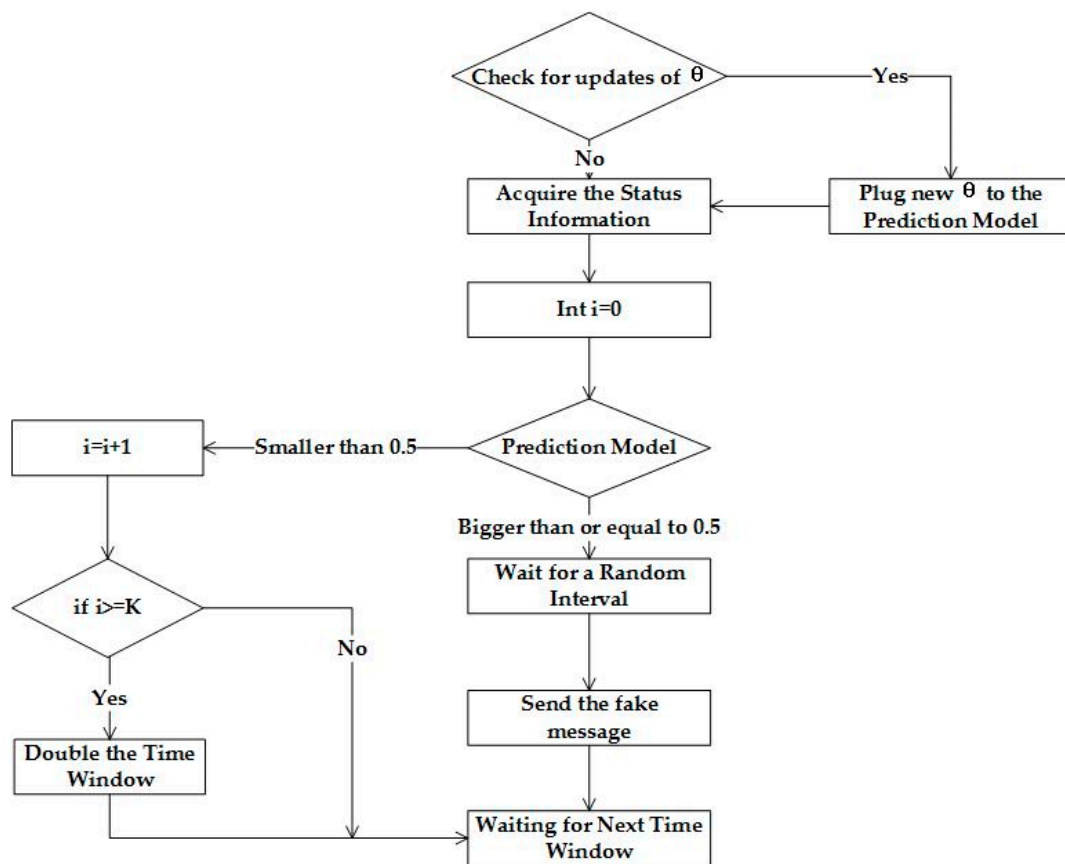 Check for updates of θ
Yes
No
Acquire the Status
Information
Plug new θ to the
Prediction Model
Int i=0
i=i+1
Smaller than 0.5
Prediction Model
Bigger than or equal to 0.5
Wait for a Random
Interval
if i>=K
No
Yes
Send the fake
message
Double the Time
Window
Waiting for Next Time
Window